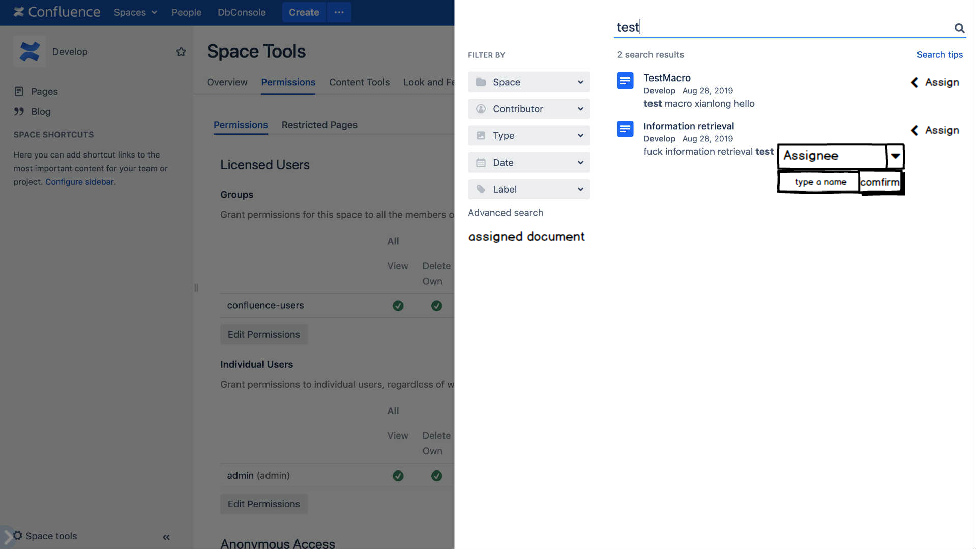 Confluence Spaces People DbConsole Create ...
Develop
Pages
Blog
SPACE SHORTCUTS
Here you can add shortcut links to the
most important content for your team or
project. Configure sidebar.
Space tools
Space Tools
Overview Permissions Content Tools Look and Fe
Permissions Restricted Pages
Licensed Users
Groups
Grant permissions for this space to all the members o
All
View Delete
Own
confluence-users
Edit Permissions
Individual Users
Grant permissions to individual users, regardless of w
All
View Delete
Own
admin (admin)
Edit Permissions
Anonymous Access
test
FILTER BY
Space
Contributor
Type
Date
Label
Advanced search
assigned document
2 search results Search tips
TestMacro
Develop Aug 28, 2019
test macro xianlong hello
Assign
Information retrieval
Develop Aug 28, 2019
fuck information retrieval test
Assign
Assignee
type a name confirm